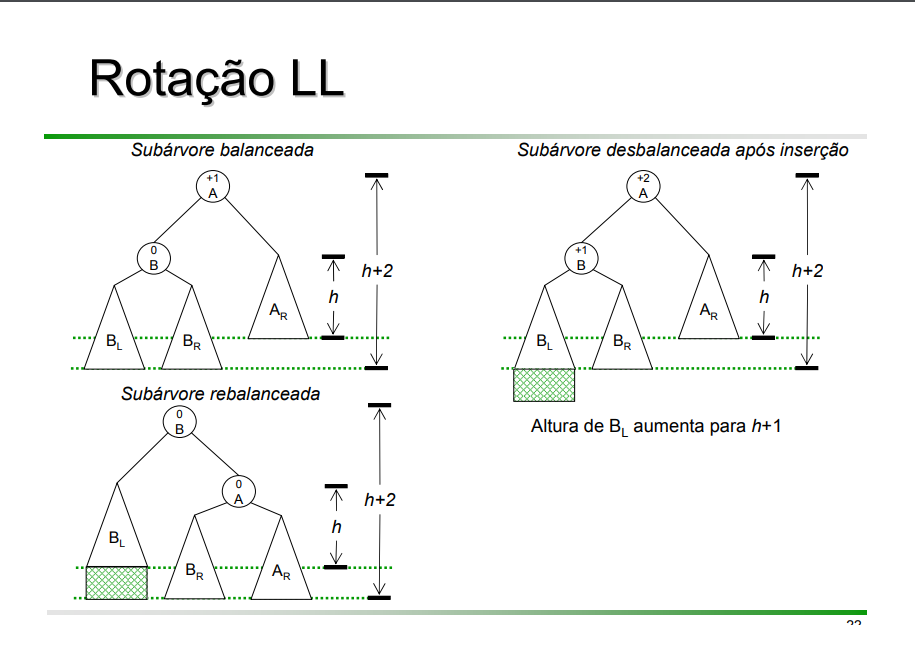 Rotação LL
Subárvore balanceada
+1
A
0
B
B_L
B_R
A_R
h
h+2
Subárvore desbalanceada após inserção
+2
A
+1
B
B_L
B_R
A_R
h
h+2
Altura de B_L aumenta para h+1
Subárvore rebalanceada
0
B
0
A
B_L
B_R
A_R
h
h+2